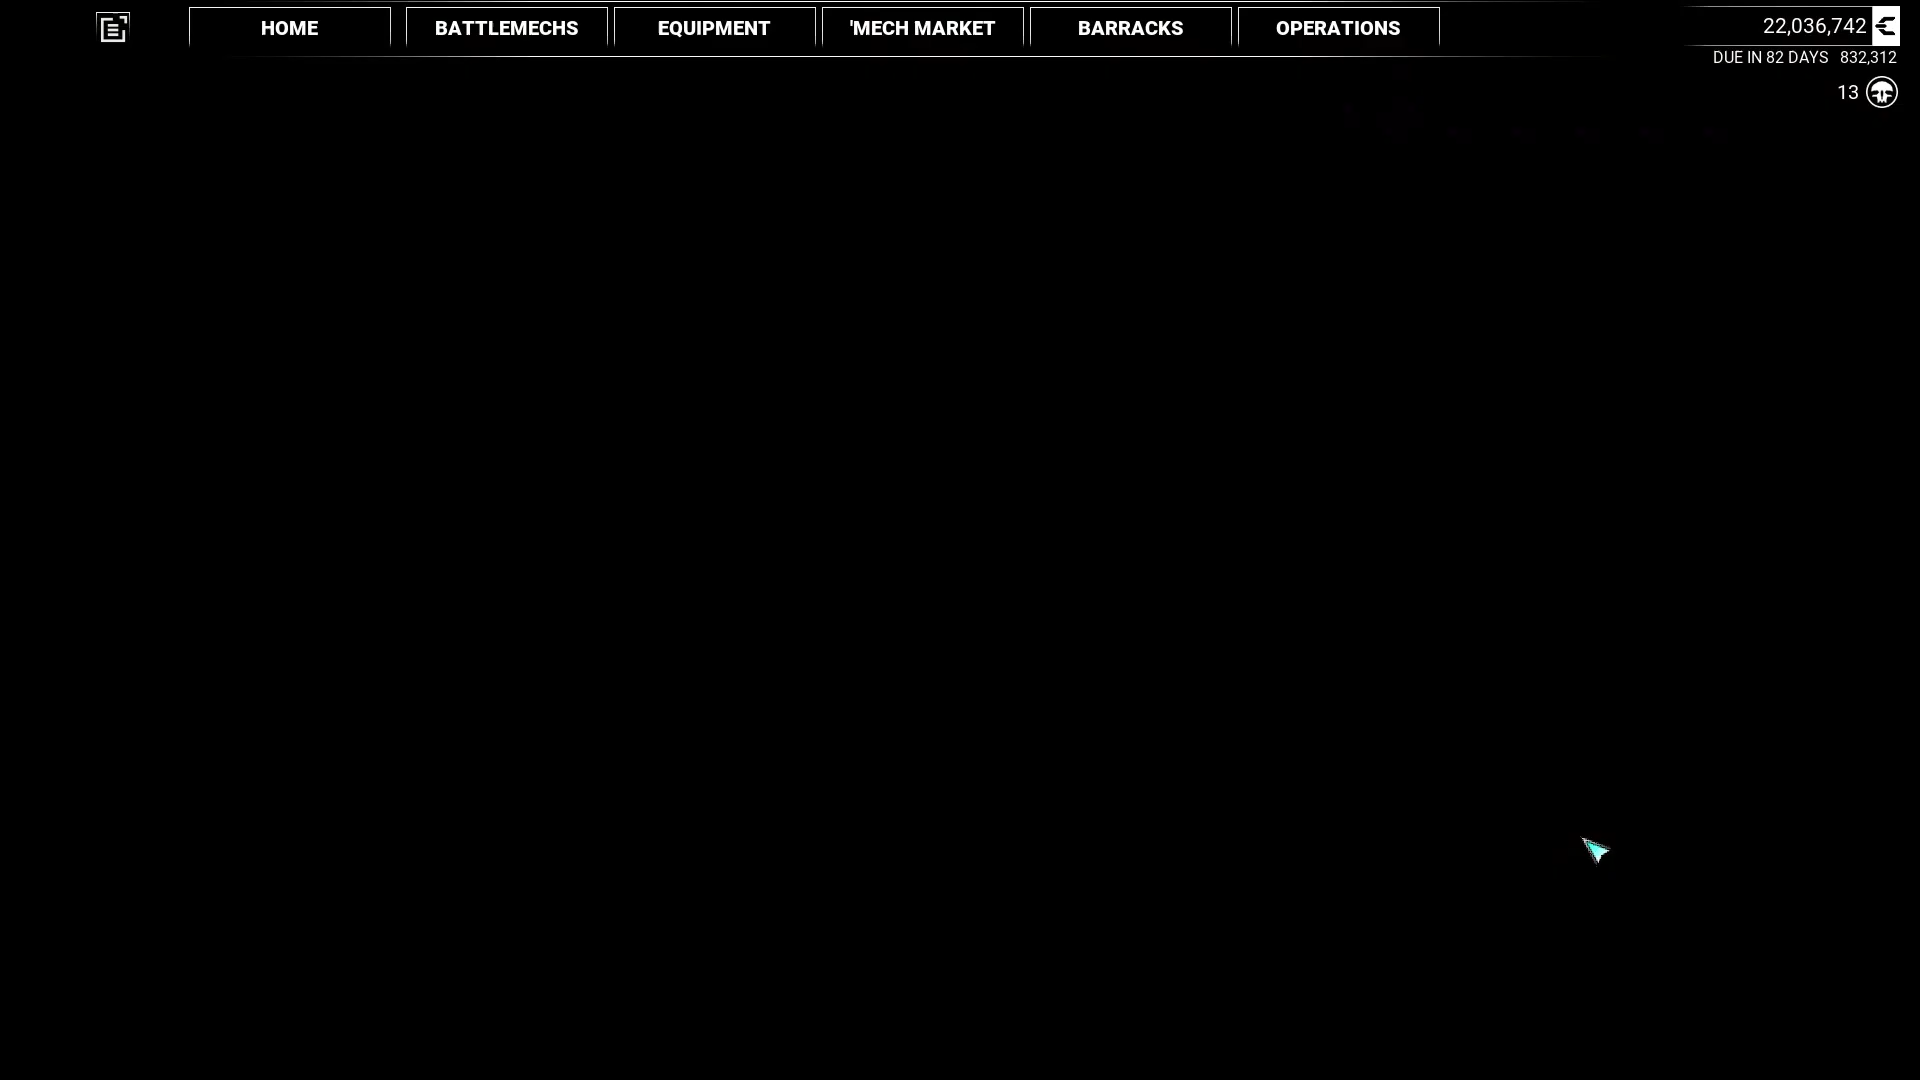 HOME
BATTLEMECHS
EQUIPMENT
'MECH MARKET
BARRACKS
OPERATIONS
22,036,742
DUE IN 82 DAYS 832,312
13